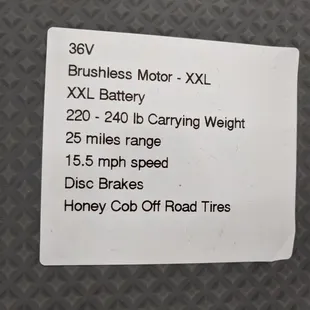 36V
Brushless Motor - XXL
XXL Battery
220 - 240 lb Carrying Weight
25 miles range
15.5 mph speed
Disc Brakes
Honey Cob Off Road Tires